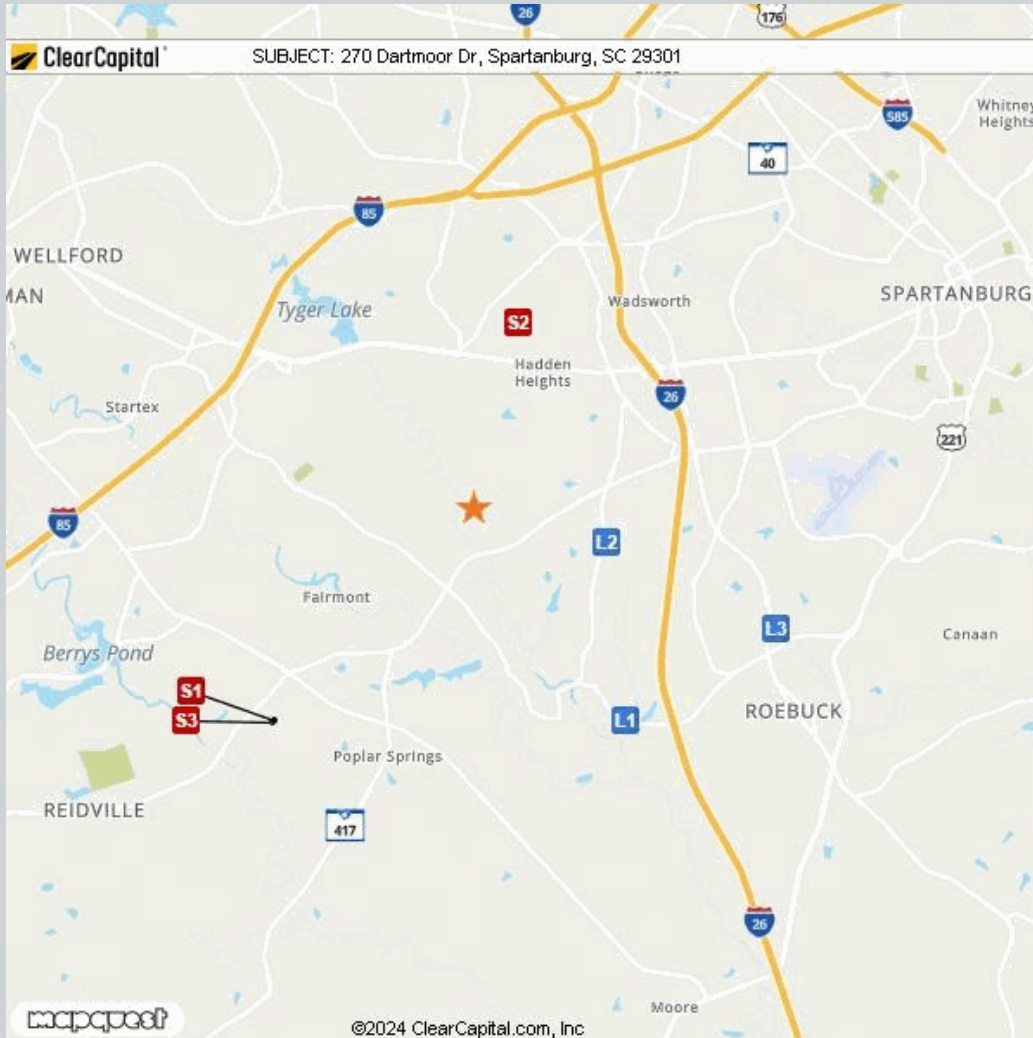 26
176
ClearCapital
SUBJECT: 270 Dartmoor Dr, Spartanburg, SC 29301
585
Whitney
Heights
40
85
WELLFORD
MAN
SPARTANBURG
Tyger Lake
Wadsworth
S2
Hadden
Heights
26
Startex
221
85
L2
Fairmont
L3
Canaan
Berrys Pond
S1
S3
L1
ROEBUCK
Poplar Springs
REIDVILLE
417
26
Moore
mapquest
©2024 ClearCapital.com, Inc